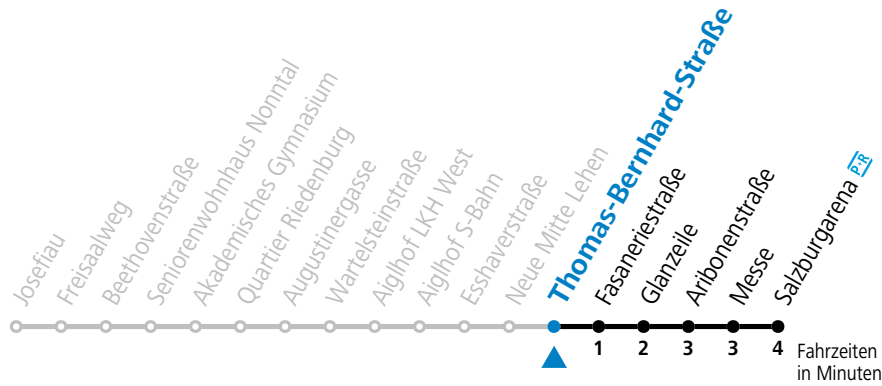 Josefiau
Freisaalweg
Beethovenstraße
Seniorenwohnhaus Nonntal
Akademisches Gymnasium
Quartier Riedenburg
Augustinergasse
Wartelsteinstraße
Aiglhof LKH West
Aiglhof S-Bahn
Esshaverstraße
Neue Mitte Lehen
Thomas-Bernhard-Straße
Fasaneriestraße
Glanzeile
Aribonenstraße
Messe
Salzburgarena P+R
1 2 3 3 4 Fahrzeiten
in Minuten